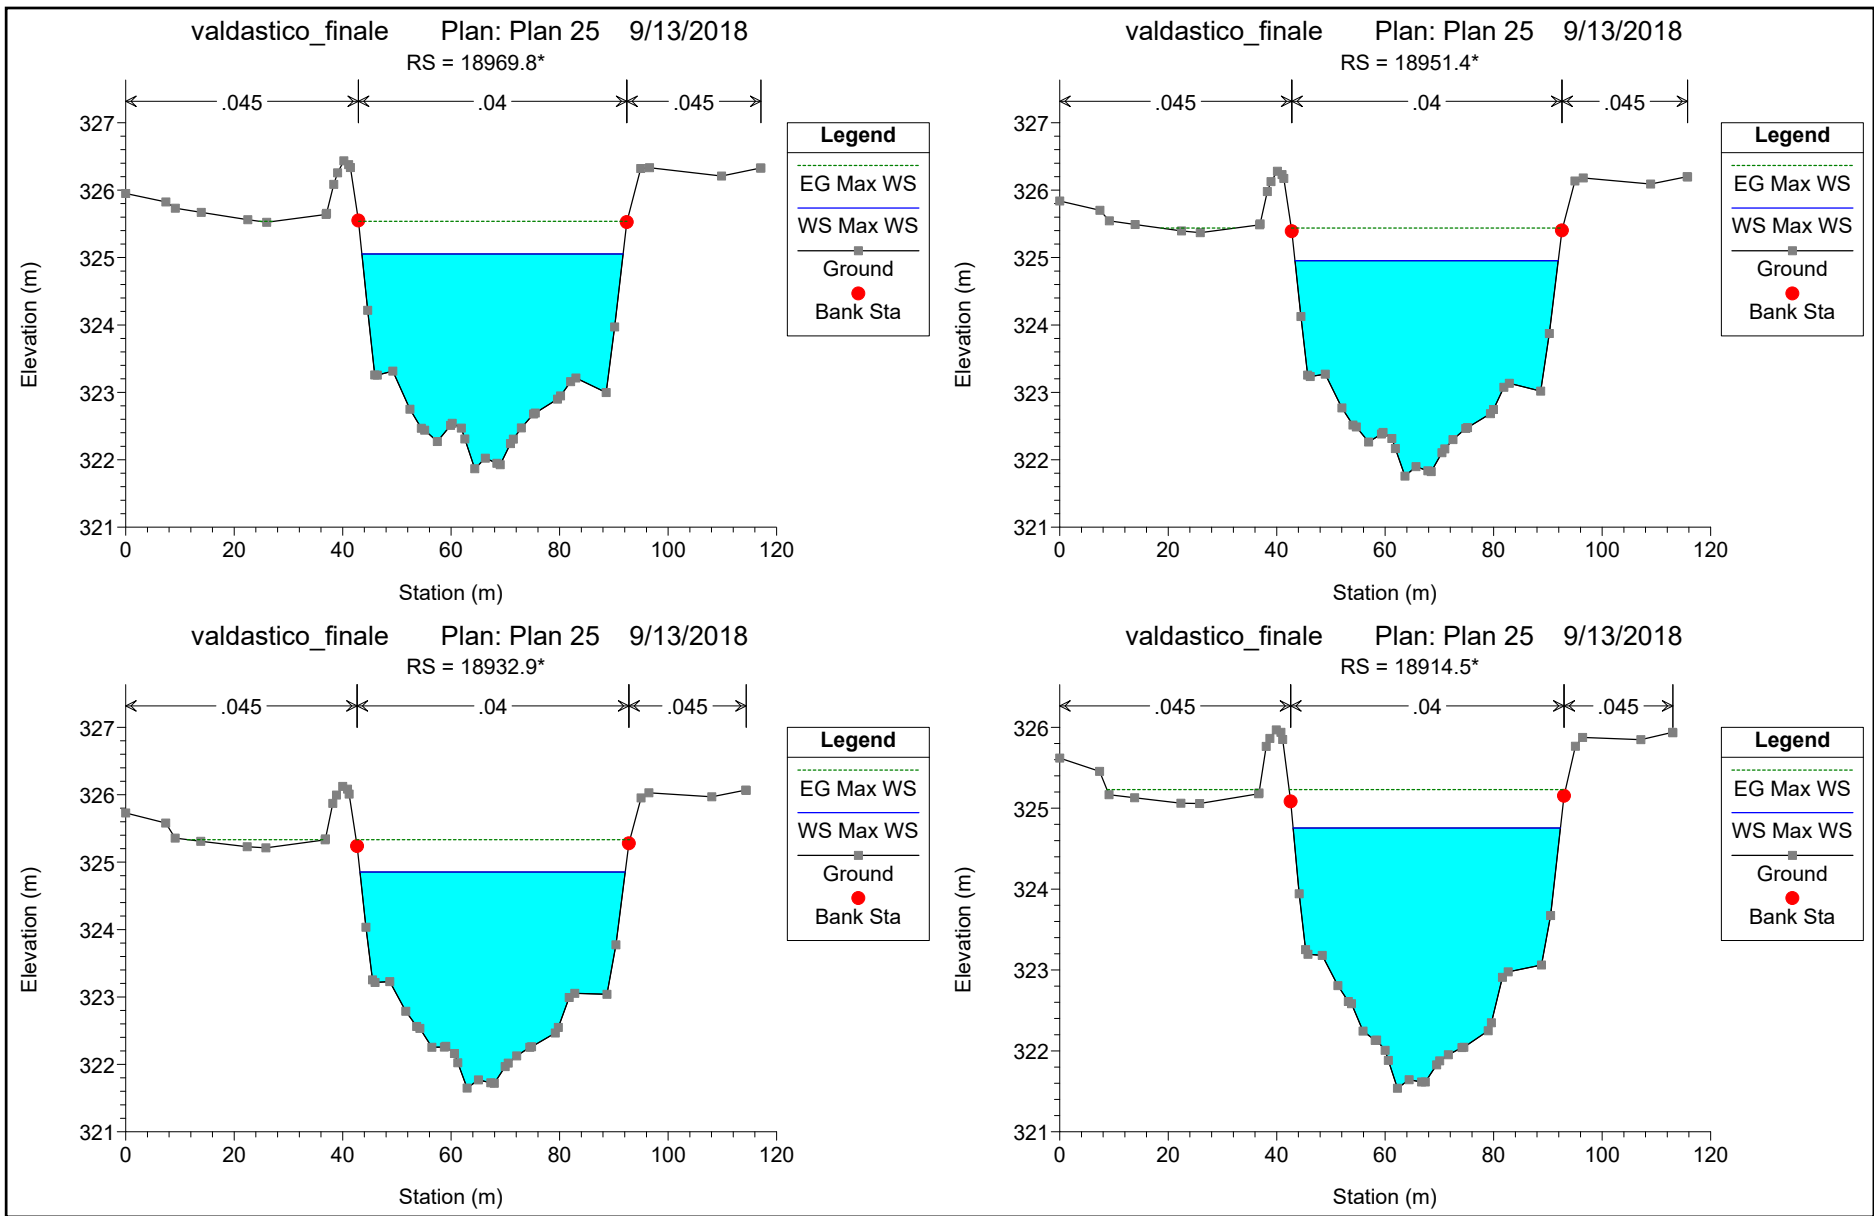 valdastico_finale Plan: Plan 25 9/13/2018
RS = 18969.8*
.045 .04 .045
327
326
325
324
323
322
321
0 20 40 60 80 100 120
Elevation (m)
Station (m)
Legend
EG Max WS
WS Max WS
Ground
Bank Sta
valdastico_finale Plan: Plan 25 9/13/2018
RS = 18951.4*
.045 .04 .045
327
326
325
324
323
322
321
0 20 40 60 80 100 120
Elevation (m)
Station (m)
Legend
EG Max WS
WS Max WS
Ground
Bank Sta
valdastico_finale Plan: Plan 25 9/13/2018
RS = 18932.9*
.045 .04 .045
327
326
325
324
323
322
321
0 20 40 60 80 100 120
Elevation (m)
Station (m)
Legend
EG Max WS
WS Max WS
Ground
Bank Sta
valdastico_finale Plan: Plan 25 9/13/2018
RS = 18914.5*
.045 .04 .045
326
325
324
323
322
321
0 20 40 60 80 100 120
Elevation (m)
Station (m)
Legend
EG Max WS
WS Max WS
Ground
Bank Sta